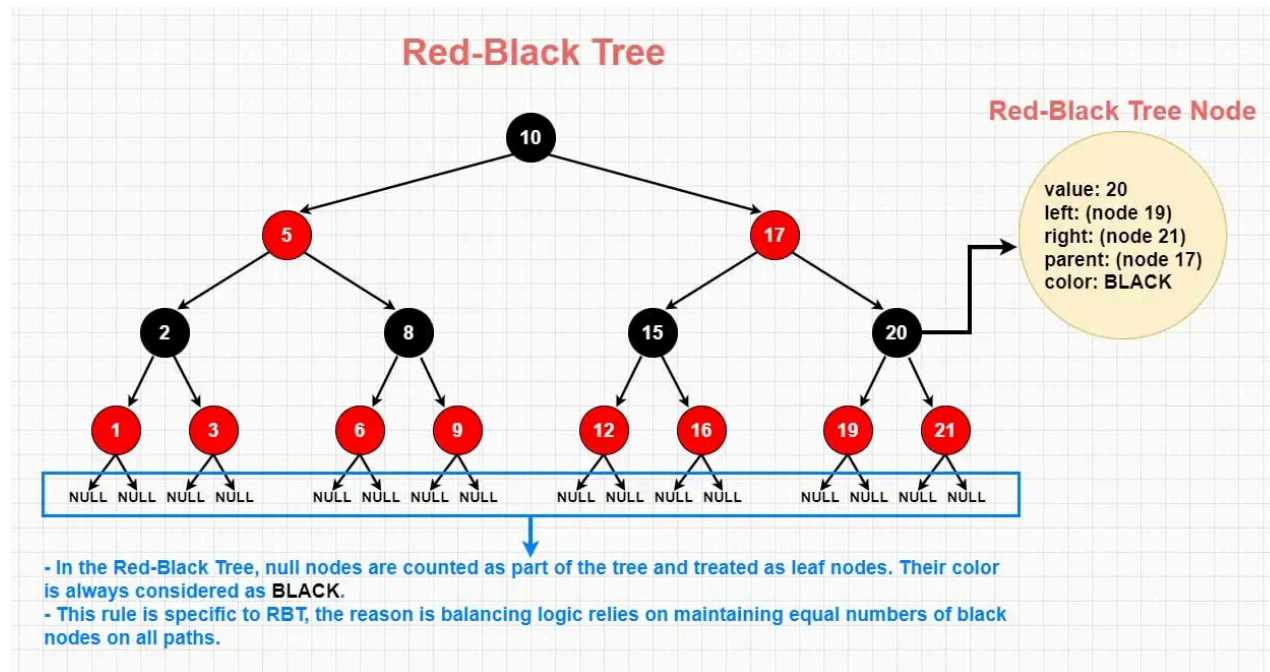 Red-Black Tree
Red-Black Tree Node
10
value: 20
left: (node 19)
right: (node 21)
parent: (node 17)
color: BLACK
5
17
2
8
15
20
1
3
6
9
12
16
19
21
NULL NULL NULL NULL NULL NULL NULL NULL NULL NULL NULL NULL NULL NULL NULL NULL
- In the Red-Black Tree, null nodes are counted as part of the tree and treated as leaf nodes. Their color
is always considered as BLACK.
- This rule is specific to RBT, the reason is balancing logic relies on maintaining equal numbers of black
nodes on all paths.